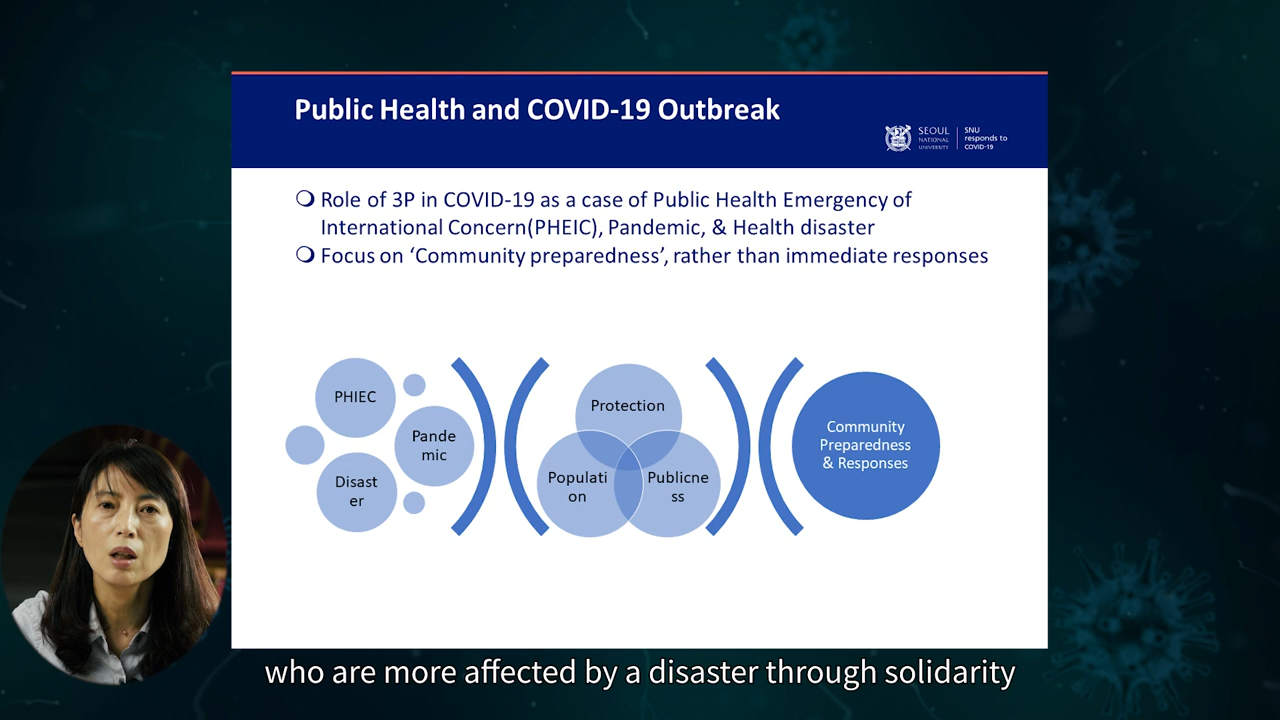 Public Health and COVID-19 Outbreak
SEOUL
NATIONAL
UNIVERSITY
SNU
responds to
COVID-19
❍ Role of 3P in COVID-19 as a case of Public Health Emergency of
International Concern(PHEIC), Pandemic, & Health disaster
❍ Focus on ‘Community preparedness’, rather than immediate responses
PHIEC
Pande
mic
Disast
er
Protection
Populati
on
Publicne
ss
Community
Preparedness
& Responses
who are more affected by a disaster through solidarity